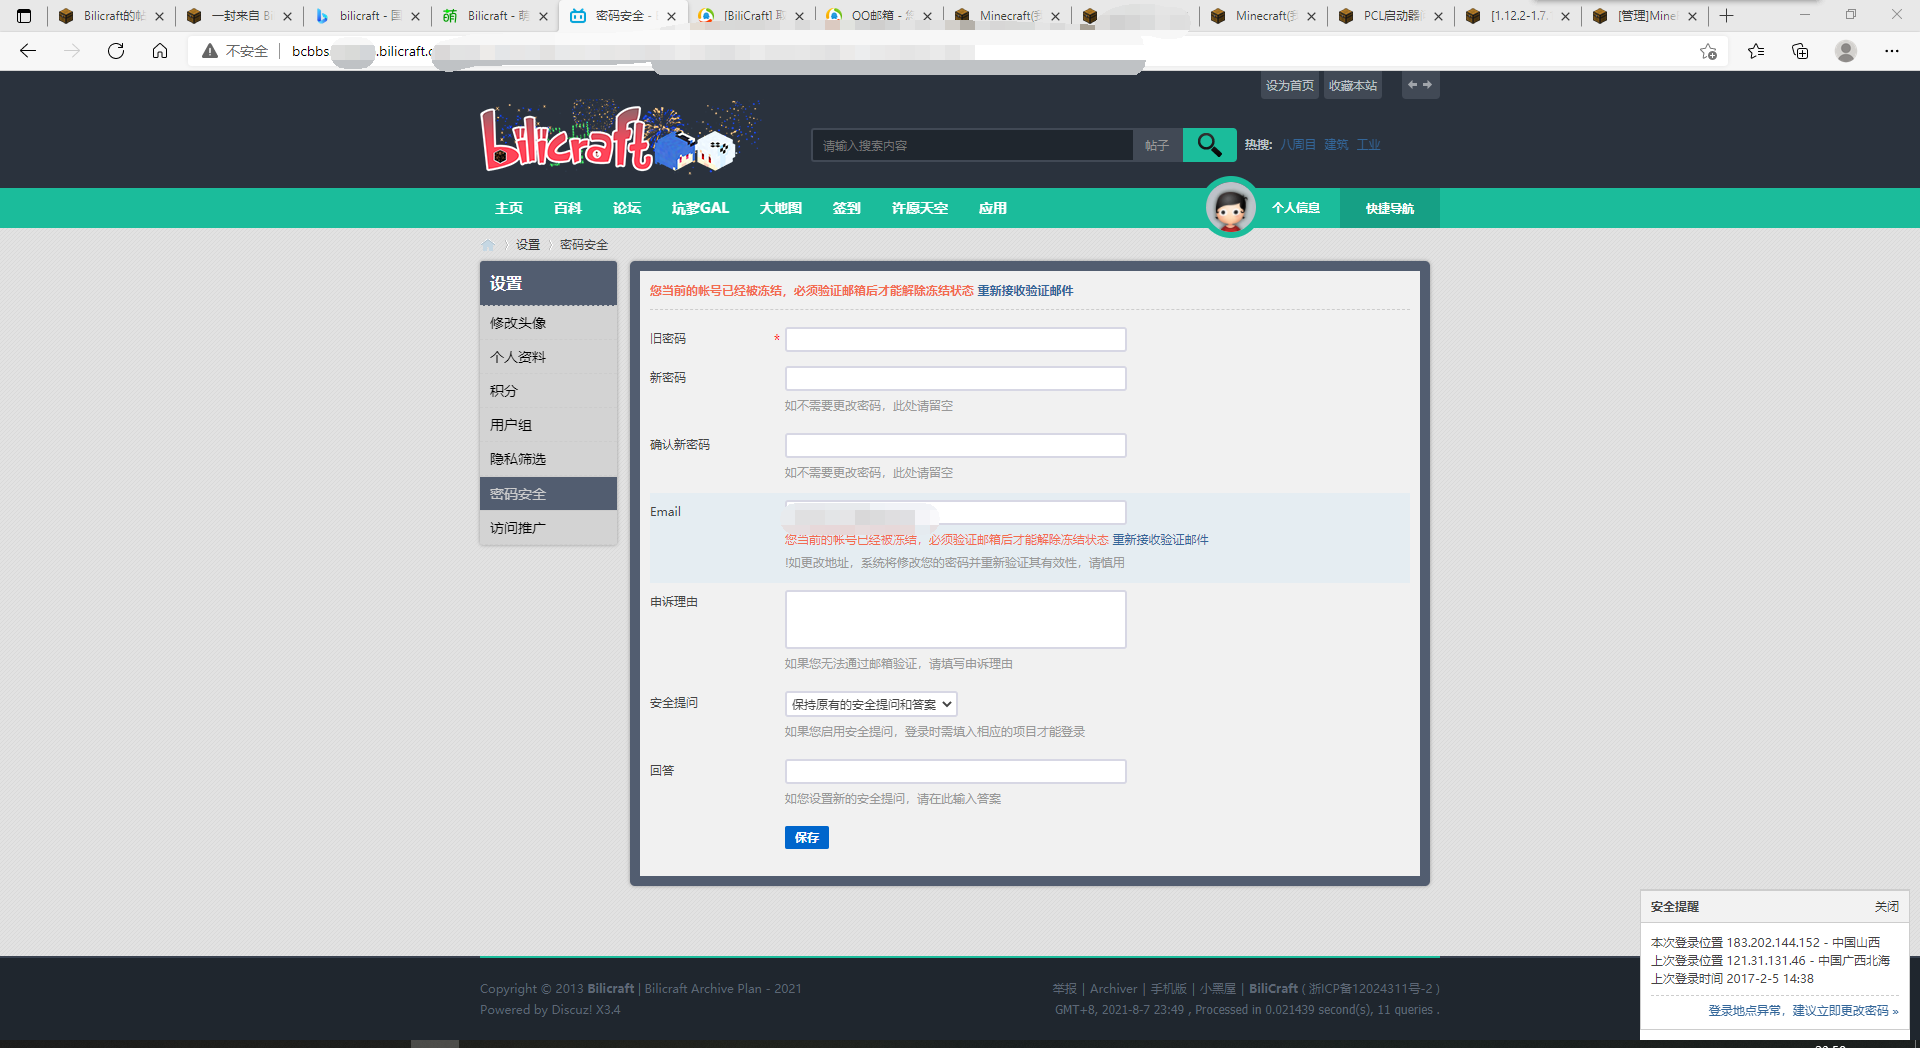 Bilicraft的帖
一封来自 B
bilicraft - 国
Bilicraft - 萌
密码安全 -
[BiliCraft] 取
QQ邮箱 - 您
Minecraft(我
Minecraft(我
PCL启动器
[1.12.2-1.7.
[管理]Mine
不安全
bcbbs
.bilicraft.c
设为首页
收藏本站
bilicraft
请输入搜索内容
帖子
热搜: 八周目 建筑 工业
主页 百科 论坛 坑爹GAL 大地图 签到 许愿天空 应用
个人信息
快捷导航
设置 〉 密码安全
设置
修改头像
个人资料
积分
用户组
隐私筛选
密码安全
访问推广
您当前的帐号已经被冻结，必须验证邮箱后才能解除冻结状态 重新接收验证邮件
旧密码 *
新密码
如不需要更改密码，此处请留空
确认新密码
如不需要更改密码，此处请留空
Email
您当前的帐号已经被冻结，必须验证邮箱后才能解除冻结状态 重新接收验证邮件
!如更改地址，系统将修改您的密码并重新验证其有效性，请慎用
申诉理由
如果您无法通过邮箱验证，请填写申诉理由
安全提问
保持原有的安全提问和答案
如果您启用安全提问，登录时需填入相应的项目才能登录
回答
如您设置新的安全提问，请在此输入答案
保存
安全提醒
关闭
本次登录位置 183.202.144.152 - 中国山西
上次登录位置 121.31.131.46 - 中国广西北海
上次登录时间 2017-2-5 14:38
登录地点异常，建议立即更改密码 »
Copyright © 2013 Bilicraft | Bilicraft Archive Plan - 2021
Powered by Discuz! X3.4
举报 | Archiver | 手机版 | 小黑屋 | BiliCraft ( 浙ICP备12024311号-2 )
GMT+8, 2021-8-7 23:49 , Processed in 0.021439 second(s), 11 queries .